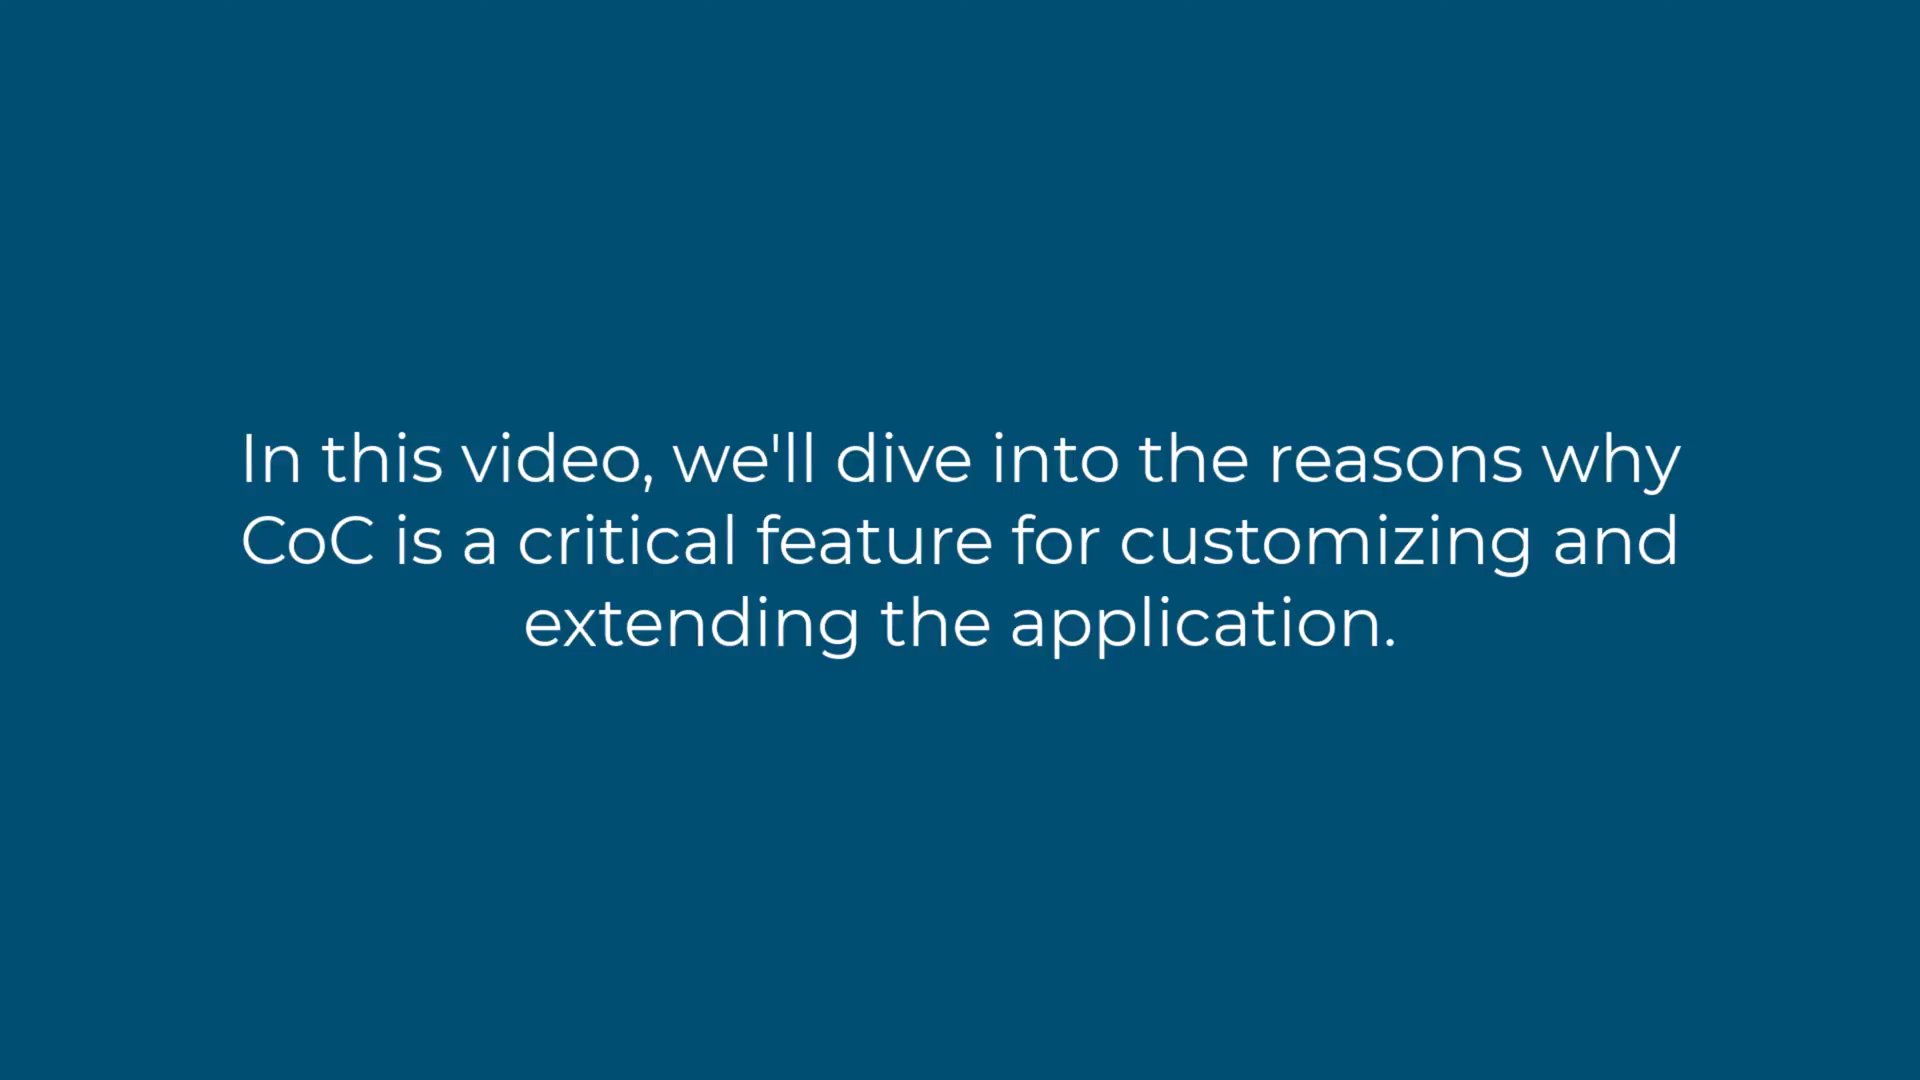 In this video, we'll dive into the reasons why
CoC is a critical feature for customizing and
extending the application.